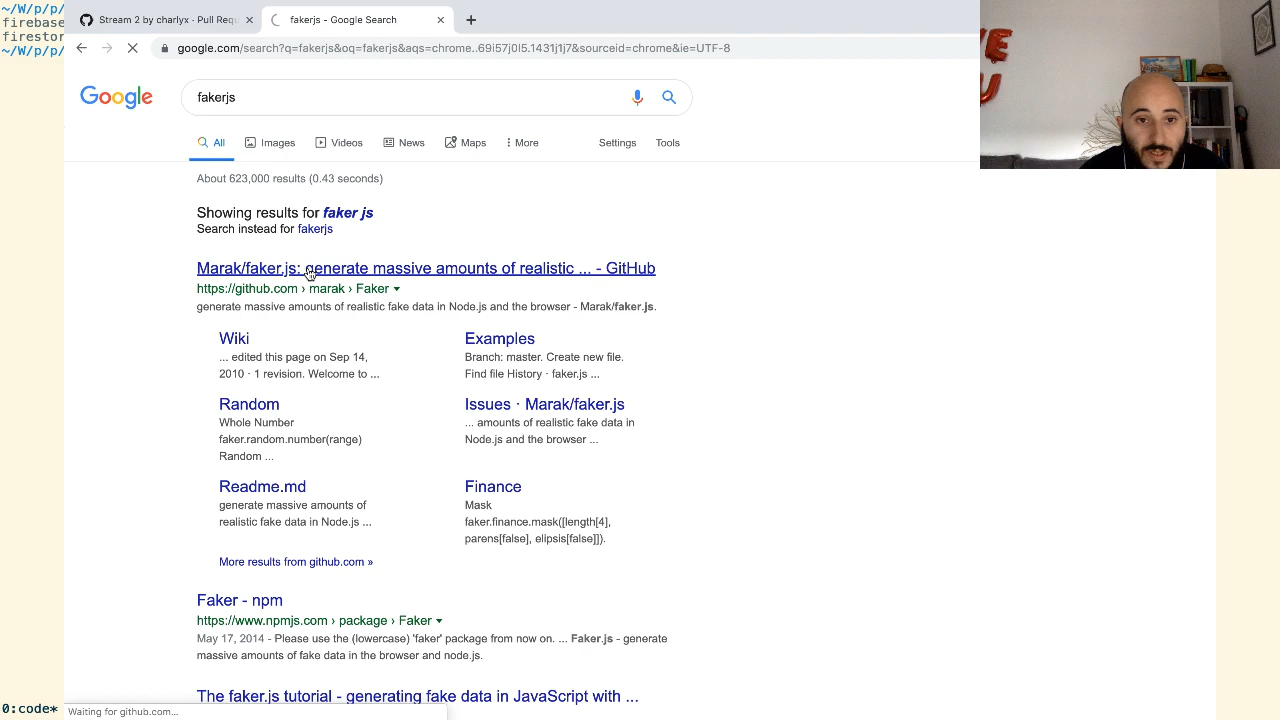 ~/W/p/p/
firebase
firestor
~/W/p/p/
Stream 2 by charlyx · Pull Requ
fakerjs - Google Search
google.com/search?q=fakerjs&oq=fakerjs&aqs=chrome..69i57j0l5.1431j1j7&sourceid=chrome&ie=UTF-8
Google
fakerjs
All Images Videos News Maps More Settings Tools
About 623,000 results (0.43 seconds)
Showing results for faker js
Search instead for fakerjs
Marak/faker.js: generate massive amounts of realistic ... - GitHub
https://github.com › marak › Faker
generate massive amounts of realistic fake data in Node.js and the browser - Marak/faker.js.
Wiki
... edited this page on Sep 14,
2010 · 1 revision. Welcome to ...
Examples
Branch: master. Create new file.
Find file History · faker.js ...
Random
Whole Number
faker.random.number(range)
Random ...
Issues · Marak/faker.js
... amounts of realistic fake data in
Node.js and the browser ...
Readme.md
generate massive amounts of
realistic fake data in Node.js ...
Finance
Mask
faker.finance.mask([length[4],
parens[false], elipsis[false]]).
More results from github.com »
Faker - npm
https://www.npmjs.com › package › Faker
May 17, 2014 - Please use the (lowercase) 'faker' package from now on. ... Faker.js - generate
massive amounts of fake data in the browser and node.js.
The faker.js tutorial - generating fake data in JavaScript with ...
0:code*
Waiting for github.com...